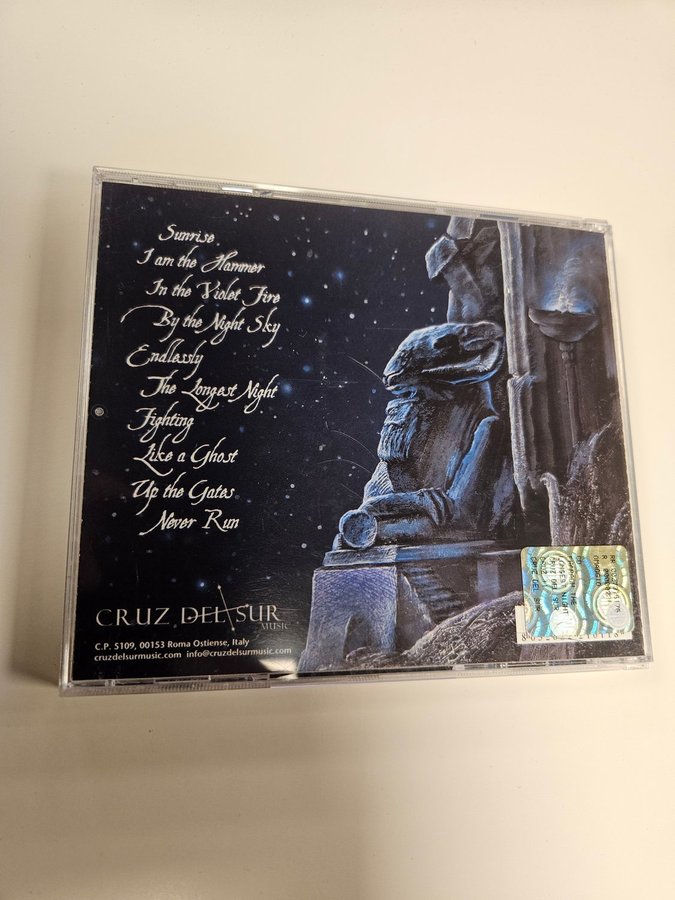 Sunrise
I am the Hammer
In the Violet Fire
By the Night Sky
Endlessly
The Longest Night
Fighting
Like a Ghost
Up the Gates
Never Run
CRUZ DEL SUR
MUSIC
C.P. 5109, 00153 Roma Ostiense, Italy
cruzdelsurmusic.com info@cruzdelsurmusic.com